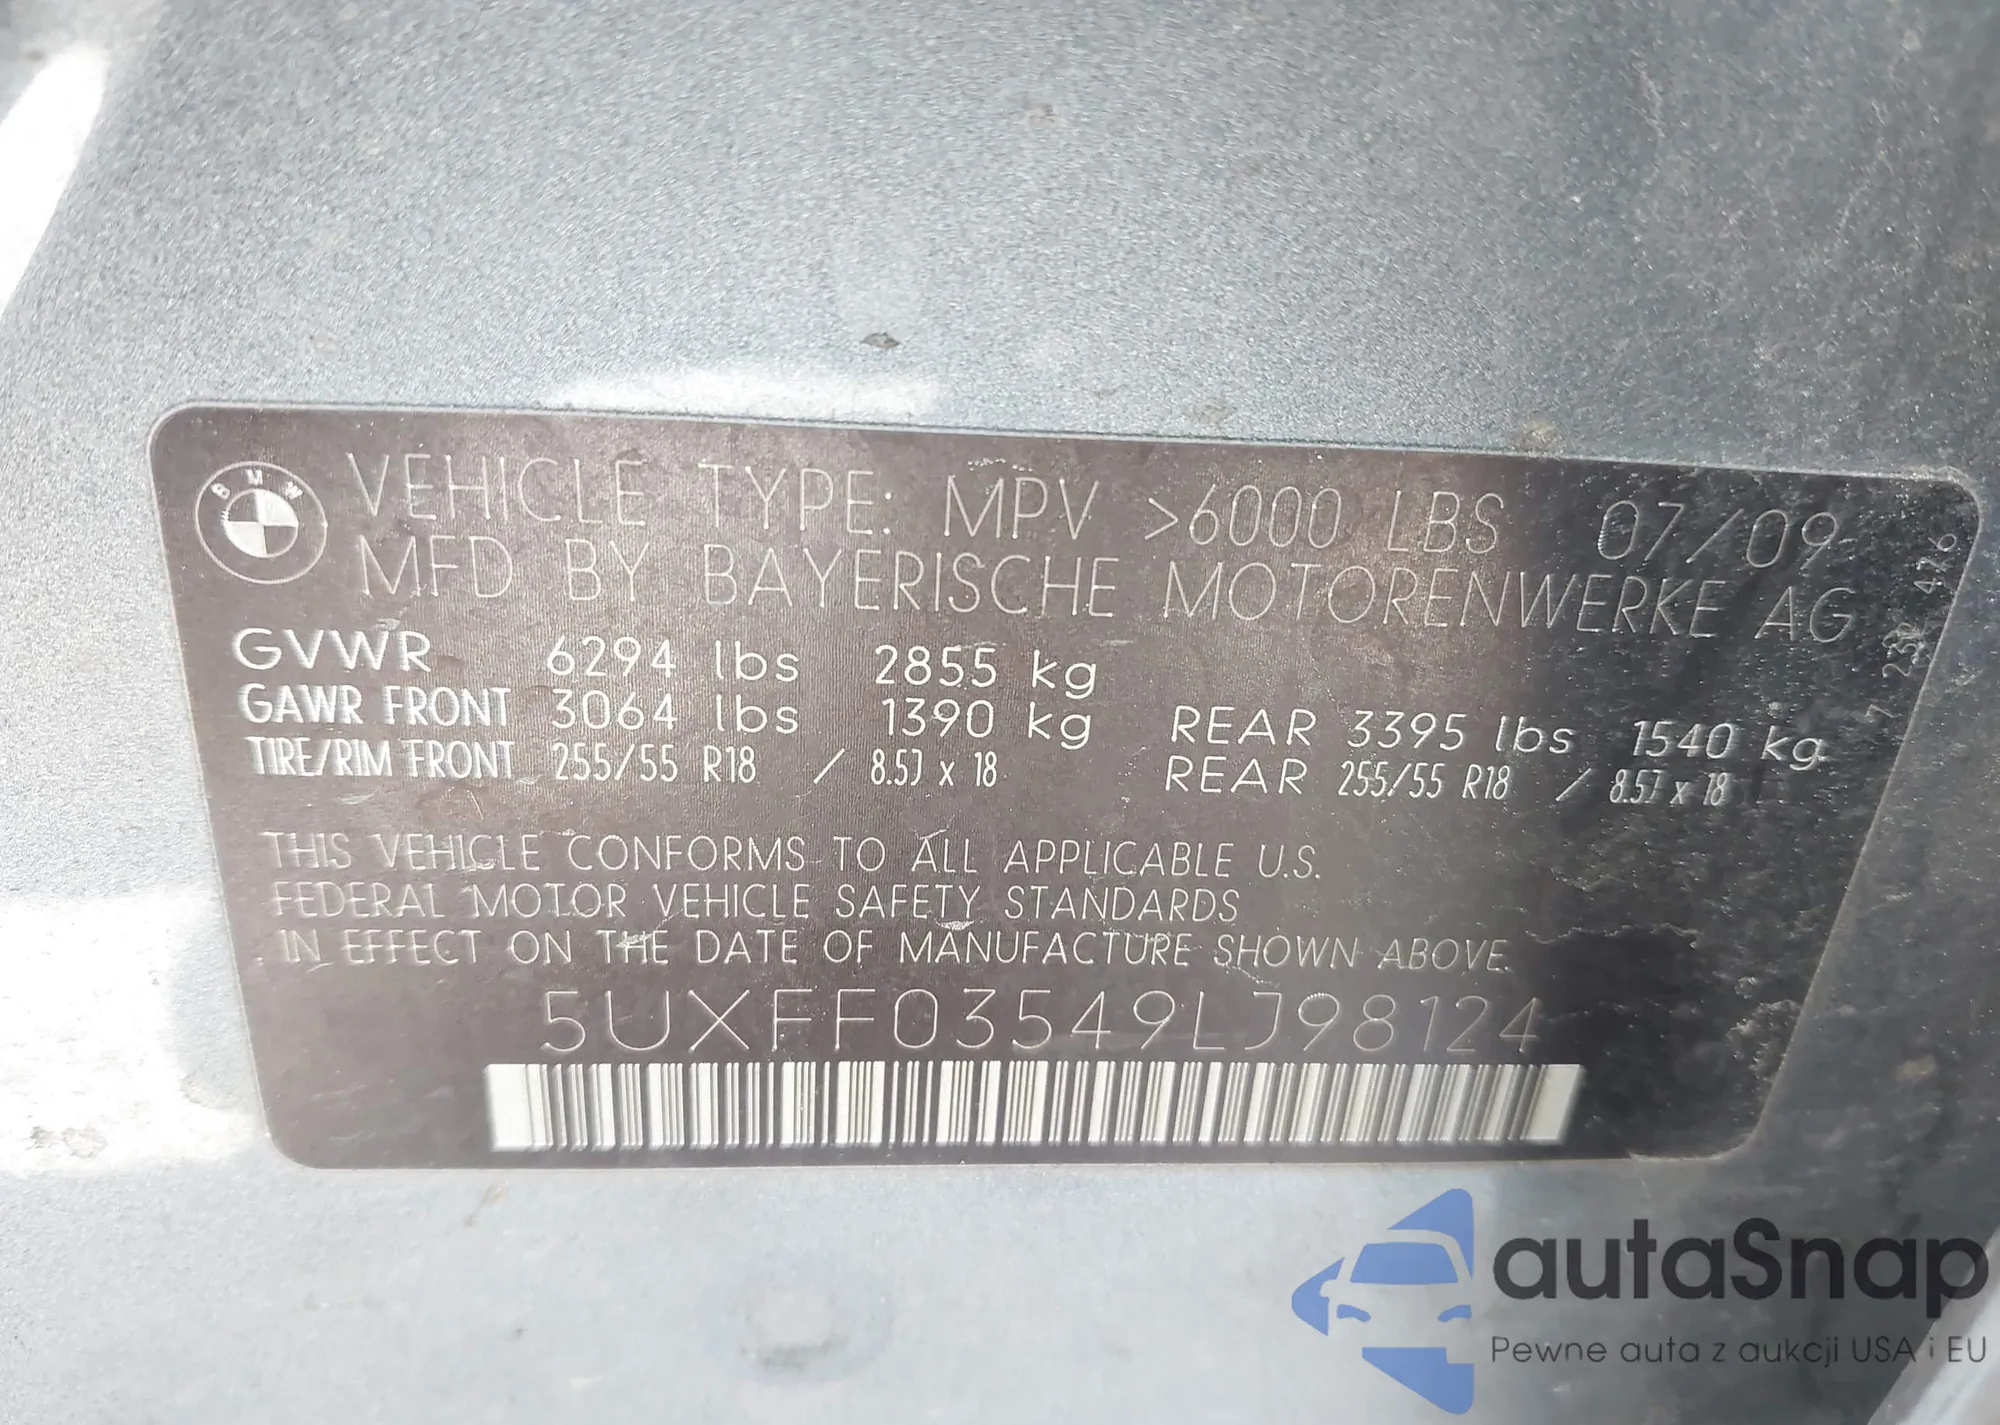 BMW
VEHICLE TYPE: MPV >6000 LBS 07/09
MFD BY BAYERISCHE MOTORENWERKE AG
GVWR 6294 lbs 2855 kg
GAWR FRONT 3064 lbs 1390 kg REAR 3395 lbs 1540 kg
TIRE/RIM FRONT 255/55 R18 / 8.5J x 18 REAR 255/55 R18 / 8.5J x 18
THIS VEHICLE CONFORMS TO ALL APPLICABLE U.S.
FEDERAL MOTOR VEHICLE SAFETY STANDARDS
IN EFFECT ON THE DATE OF MANUFACTURE SHOWN ABOVE.
5UXFF03549LJ98124
autaSnap
Pewne auta z aukcji USA i EU